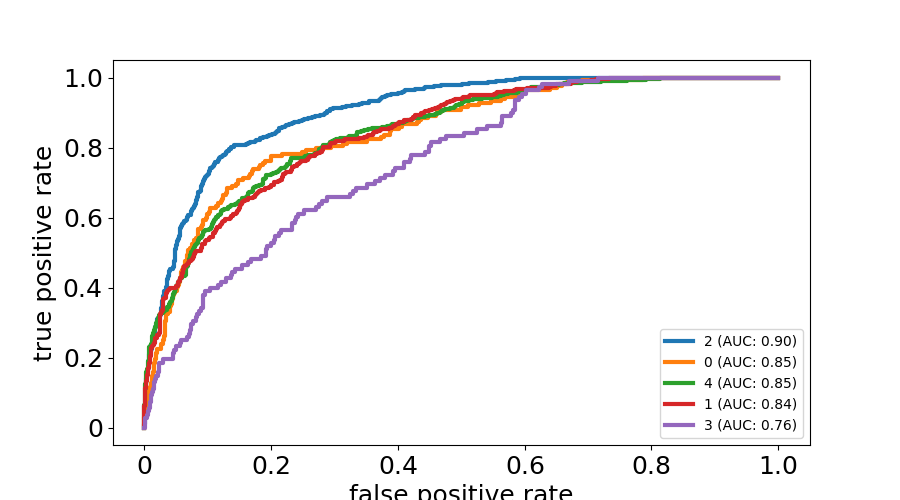 1.0
0.8
0.6
0.4
0.2
0
true positive rate
2 (AUC: 0.90)
0 (AUC: 0.85)
4 (AUC: 0.85)
1 (AUC: 0.84)
3 (AUC: 0.76)
0 0.2 0.4 0.6 0.8 1.0
false positive rate